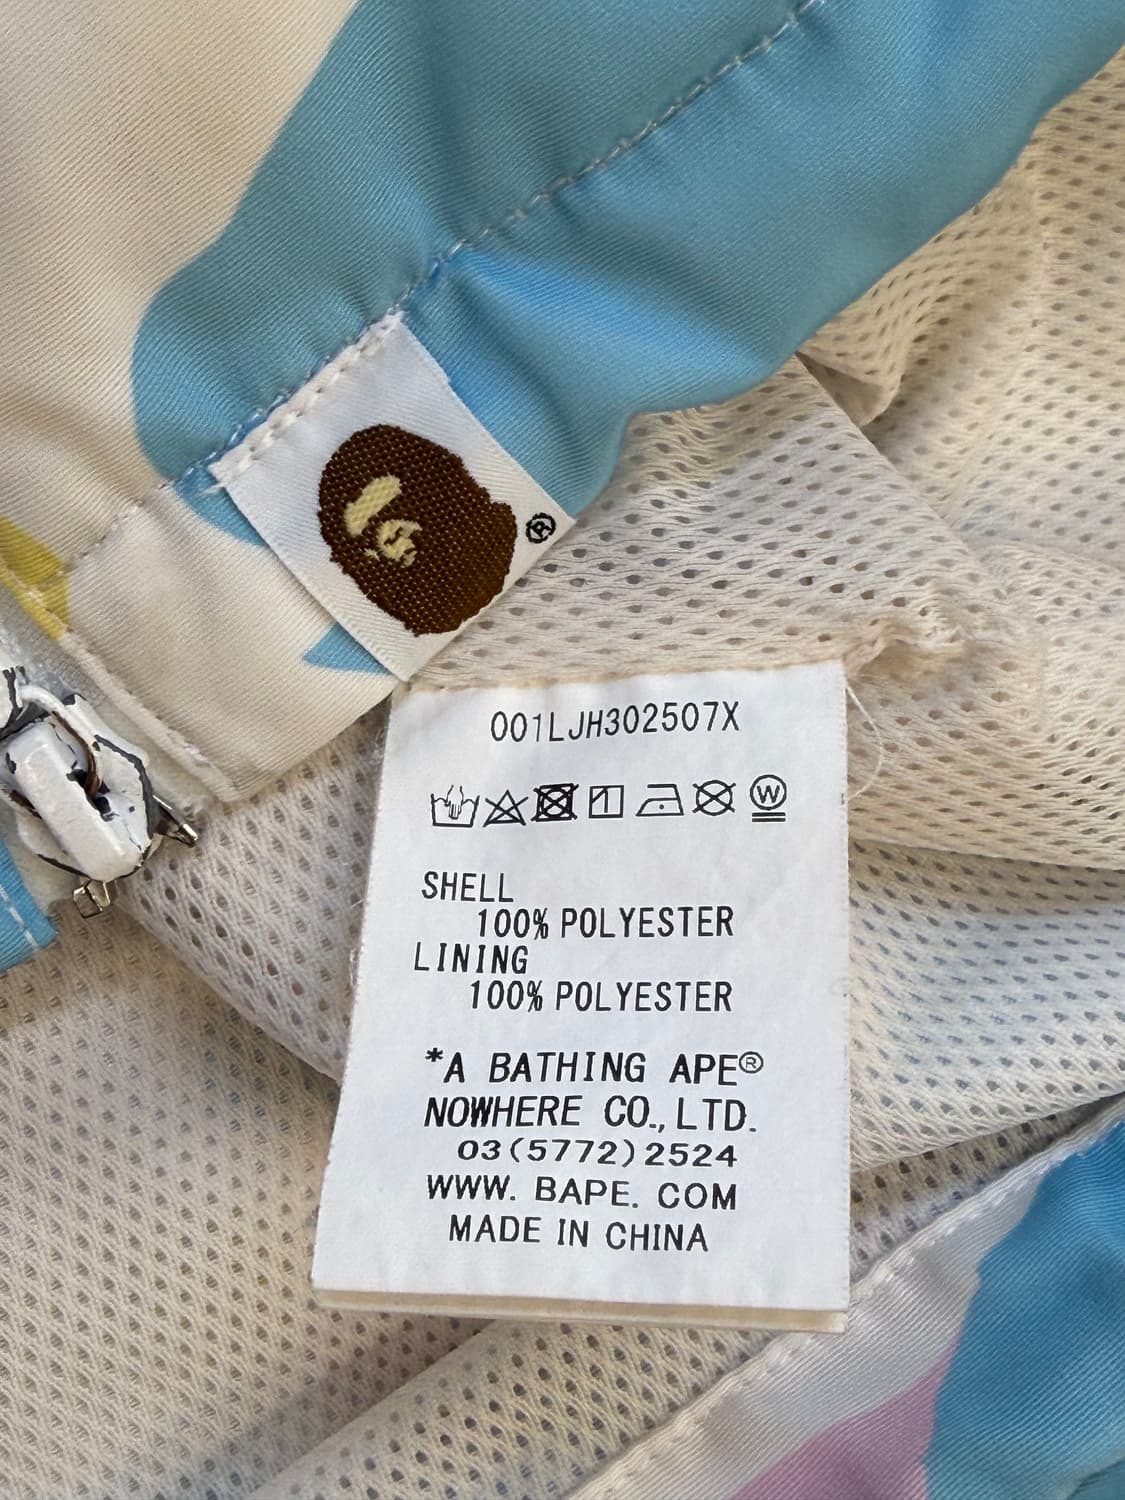 ®
001LJH302507X
1
W
SHELL
100% POLYESTER
LINING
100% POLYESTER
*A BATHING APE®
NOWHERE CO., LTD.
03(5772)2524
WWW. BAPE. COM
MADE IN CHINA